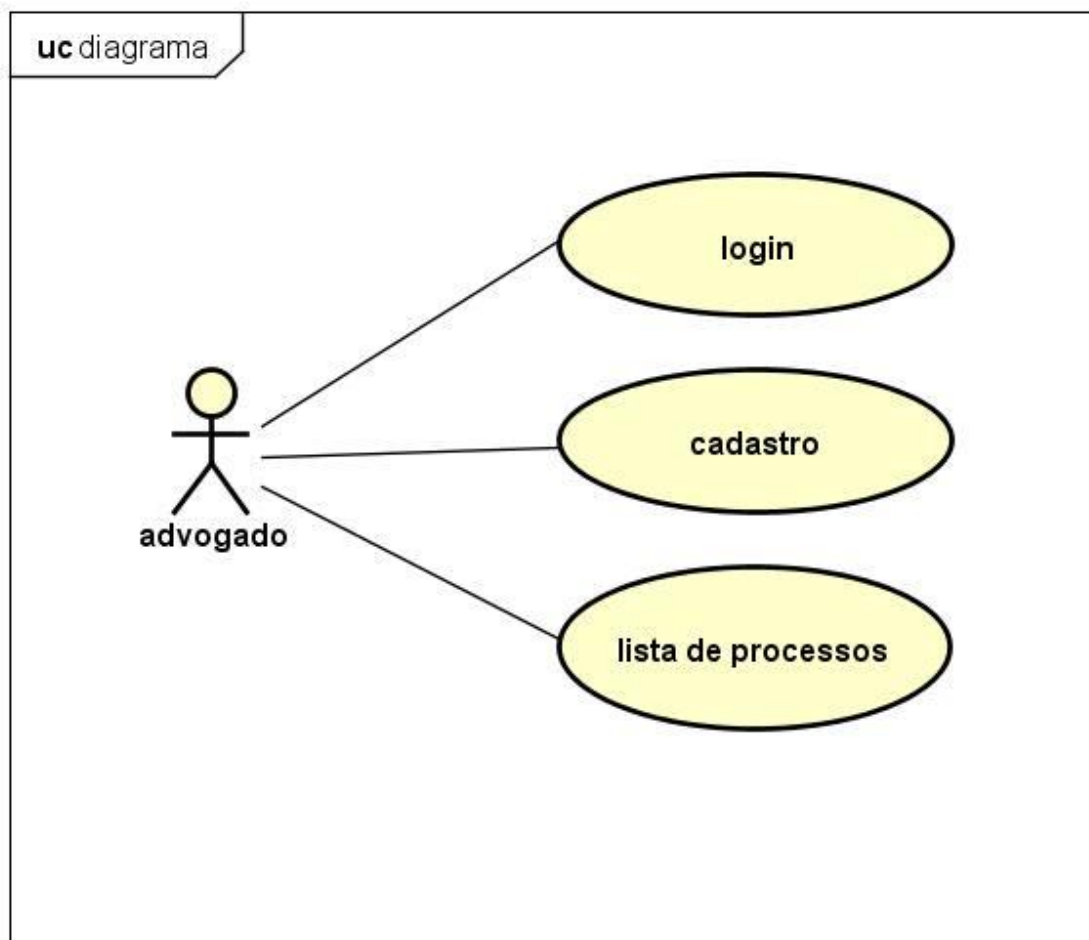 uc diagrama
login
cadastro
advogado
lista de processos